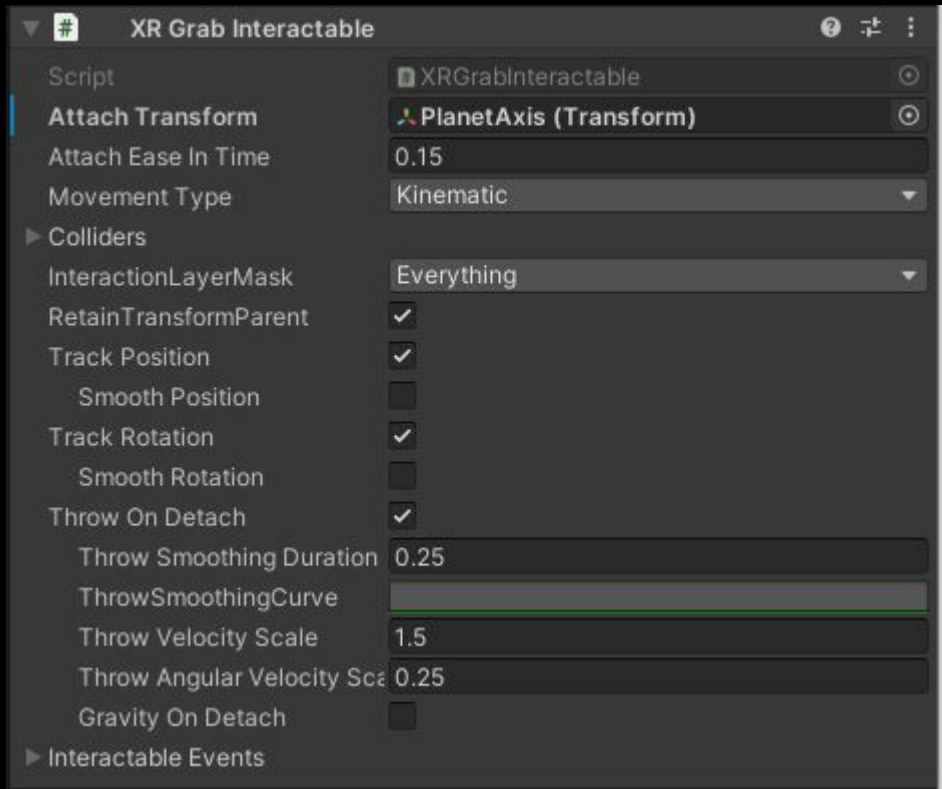 # XR Grab Interactable
Script XRGrabInteractable
Attach Transform PlanetAxis (Transform)
Attach Ease In Time 0.15
Movement Type Kinematic
Colliders
InteractionLayerMask Everything
RetainTransformParent
Track Position
Smooth Position
Track Rotation
Smooth Rotation
Throw On Detach
Throw Smoothing Duration 0.25
ThrowSmoothingCurve
Throw Velocity Scale 1.5
Throw Angular Velocity Sca 0.25
Gravity On Detach
Interactable Events